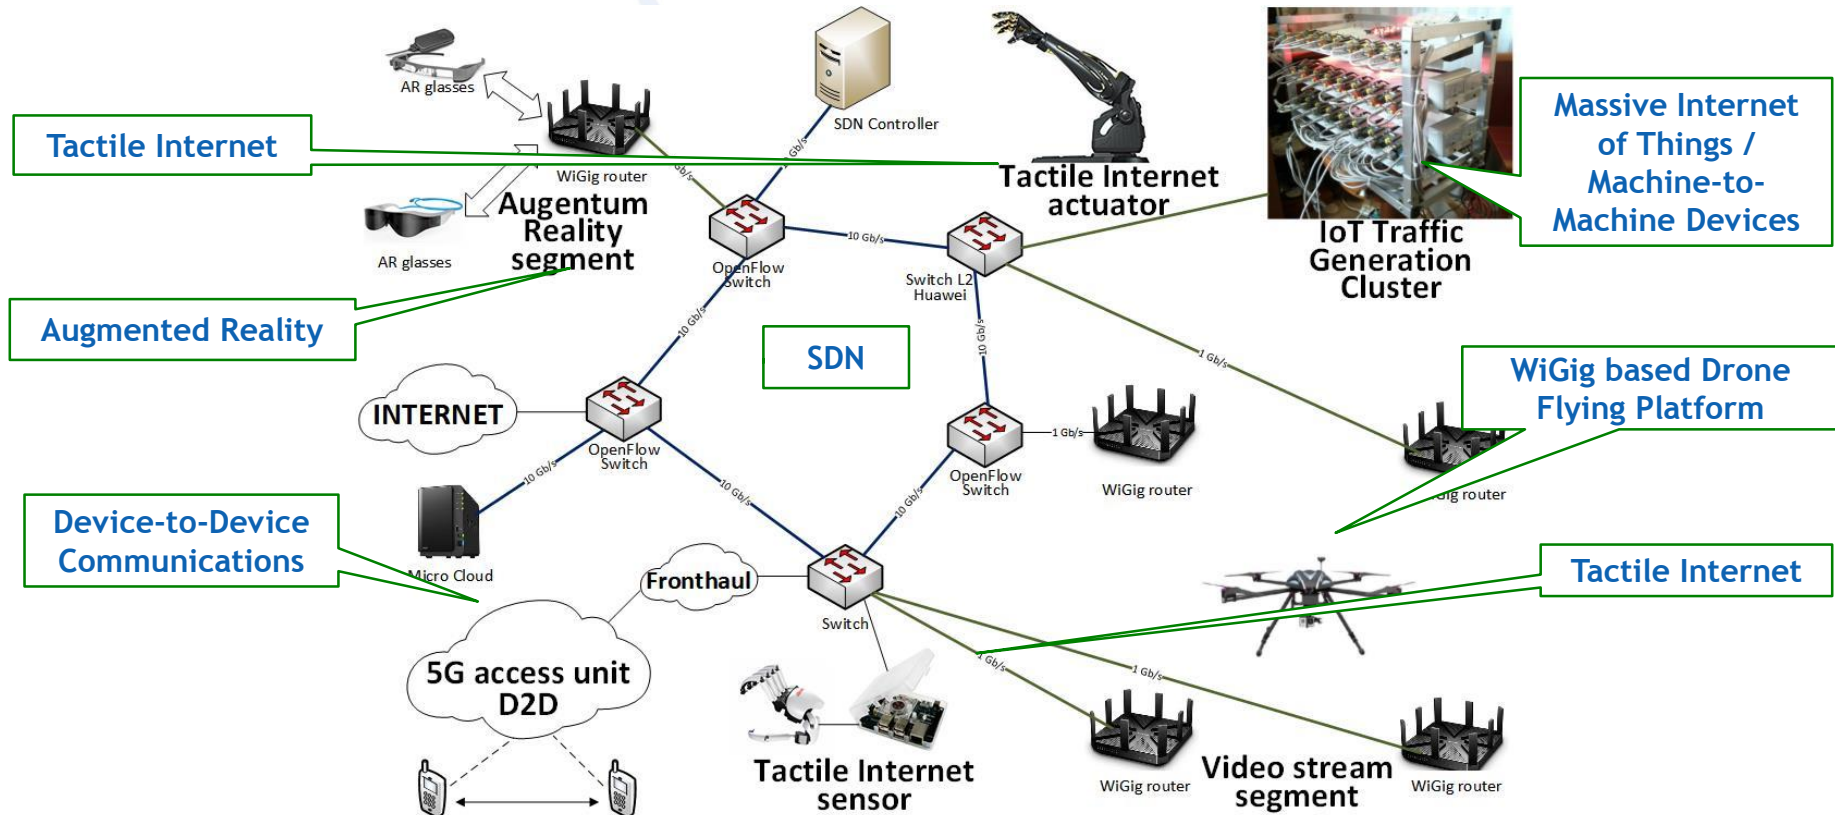 AR glasses
WiGig router
AR glasses
Augentum
Reality
segment
SDN Controller
Tactile Internet
actuator
IoT Traffic
Generation
Cluster
Massive Internet
of Things /
Machine-to-
Machine Devices
Tactile Internet
Augmented Reality
OpenFlow
Switch
10 Gb/s
Switch L2
Huawei
10 Gb/s
10 Gb/s
1 Gb/s
SDN
WiGig based Drone
Flying Platform
INTERNET
OpenFlow
Switch
10 Gb/s
10 Gb/s
Micro Cloud
OpenFlow
Switch
1 Gb/s
WiGig router
10 Gb/s
Device-to-Device
Communications
Fronthaul
Switch
Tactile Internet
5G access unit
D2D
1 Gb/s
1 Gb/s
Tactile Internet
sensor
WiGig router
Video stream
segment
WiGig router